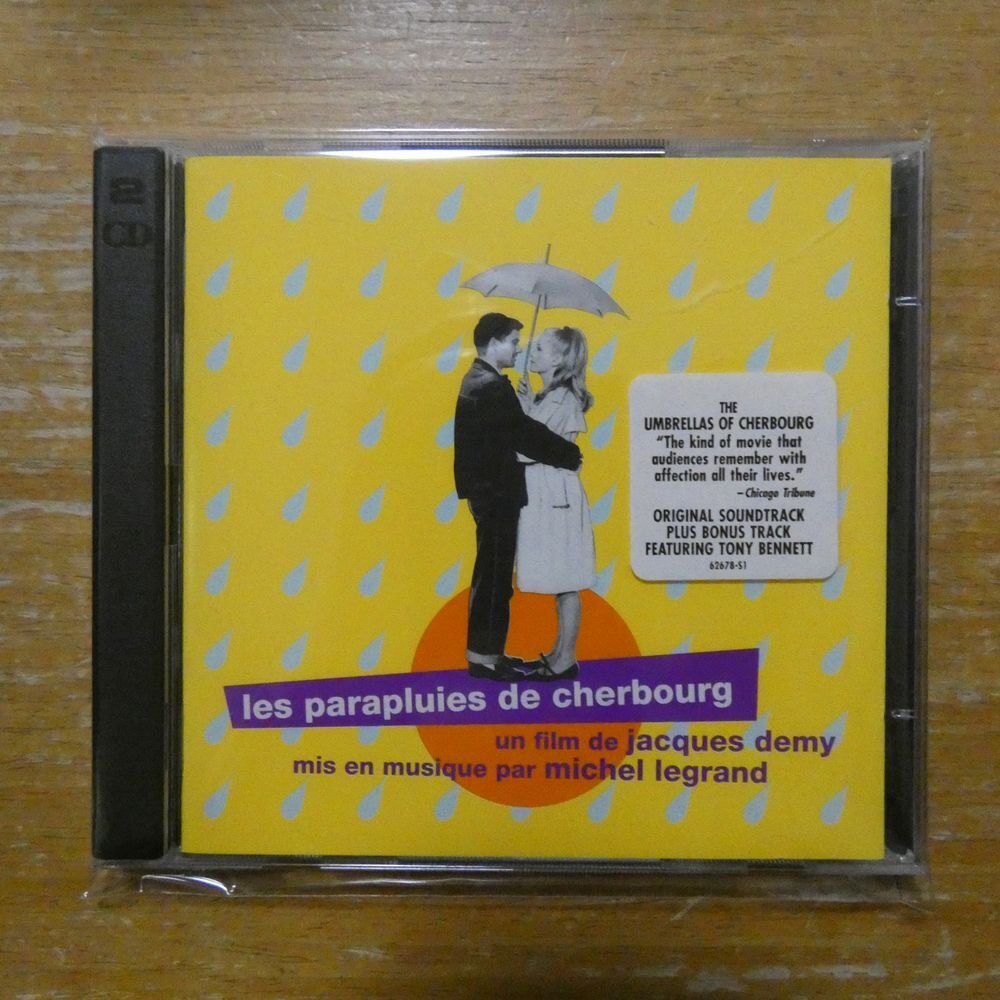 2
CD
THE
UMBRELLAS OF CHERBOURG
"The kind of movie that
audiences remember with
affection all their lives."
–Chicago Tribune
ORIGINAL SOUNDTRACK
PLUS BONUS TRACK
FEATURING TONY BENNETT
62678-S1
les parapluies de cherbourg
un film de jacques demy
mis en musique par michel legrand